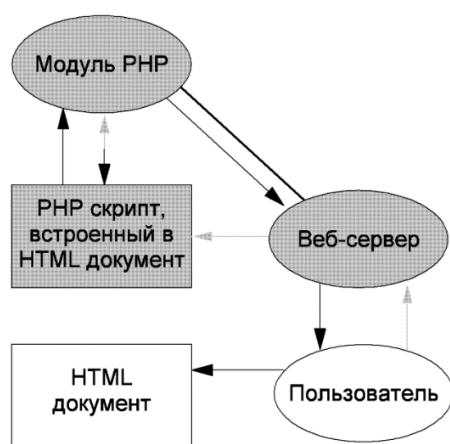 Модуль PHP
PHP скрипт,
встроенный в
HTML документ
Веб-сервер
HTML
документ
Пользователь